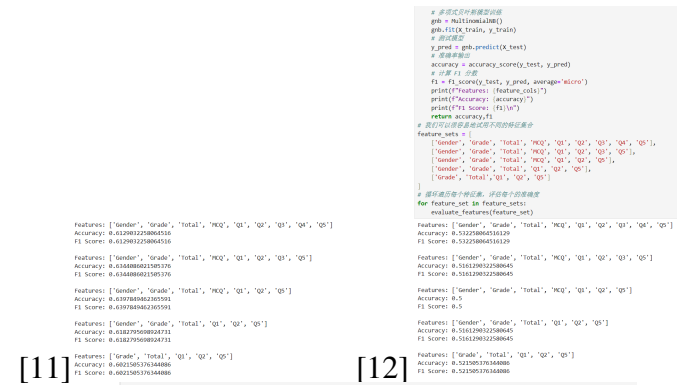 # 多项式贝叶斯模型训练
gnb = MultinomialNB()
gnb.fit(X_train, y_train)
# 测试模型
y_pred = gnb.predict(X_test)
# 准确率输出
accuracy = accuracy_score(y_test, y_pred)
# 计算 F1 分数
f1 = f1_score(y_test, y_pred, average='micro')
print(f"Features: {feature_cols}")
print(f"Accuracy: {accuracy}")
print(f"F1 Score: {f1}\n")
return accuracy,f1
# 我们可以很容易地试用不同的特征集合
feature_sets = [
['Gender', 'Grade', 'Total', 'MCQ', 'Q1', 'Q2', 'Q3', 'Q4', 'Q5'],
['Gender', 'Grade', 'Total', 'MCQ', 'Q1', 'Q2', 'Q3', 'Q5'],
['Gender', 'Grade', 'Total', 'MCQ', 'Q1', 'Q2', 'Q5'],
['Gender', 'Grade', 'Total', 'Q1', 'Q2', 'Q5'],
['Grade', 'Total','Q1', 'Q2', 'Q5']
]
# 循环遍历每个特征集，评估每个的准确度
for feature_set in feature_sets:
evaluate_features(feature_set)
Features: ['Gender', 'Grade', 'Total', 'MCQ', 'Q1', 'Q2', 'Q3', 'Q4', 'Q5']
Accuracy: 0.6129032258064516
F1 Score: 0.6129032258064516
Features: ['Gender', 'Grade', 'Total', 'MCQ', 'Q1', 'Q2', 'Q3', 'Q5']
Accuracy: 0.6344086021505376
F1 Score: 0.6344086021505376
Features: ['Gender', 'Grade', 'Total', 'MCQ', 'Q1', 'Q2', 'Q5']
Accuracy: 0.6397849462365591
F1 Score: 0.6397849462365591
Features: ['Gender', 'Grade', 'Total', 'Q1', 'Q2', 'Q5']
Accuracy: 0.6182795698924731
F1 Score: 0.6182795698924731
Features: ['Grade', 'Total', 'Q1', 'Q2', 'Q5']
Accuracy: 0.6021505376344086
[11] F1 Score: 0.6021505376344086
Features: ['Gender', 'Grade', 'Total', 'MCQ', 'Q1', 'Q2', 'Q3', 'Q4', 'Q5']
Accuracy: 0.532258064516129
F1 Score: 0.532258064516129
Features: ['Gender', 'Grade', 'Total', 'MCQ', 'Q1', 'Q2', 'Q3', 'Q5']
Accuracy: 0.5161290322580645
F1 Score: 0.5161290322580645
Features: ['Gender', 'Grade', 'Total', 'MCQ', 'Q1', 'Q2', 'Q5']
Accuracy: 0.5
F1 Score: 0.5
Features: ['Gender', 'Grade', 'Total', 'Q1', 'Q2', 'Q5']
Accuracy: 0.5161290322580645
F1 Score: 0.5161290322580645
Features: ['Grade', 'Total', 'Q1', 'Q2', 'Q5']
Accuracy: 0.521505376344086
[12] F1 Score: 0.521505376344086